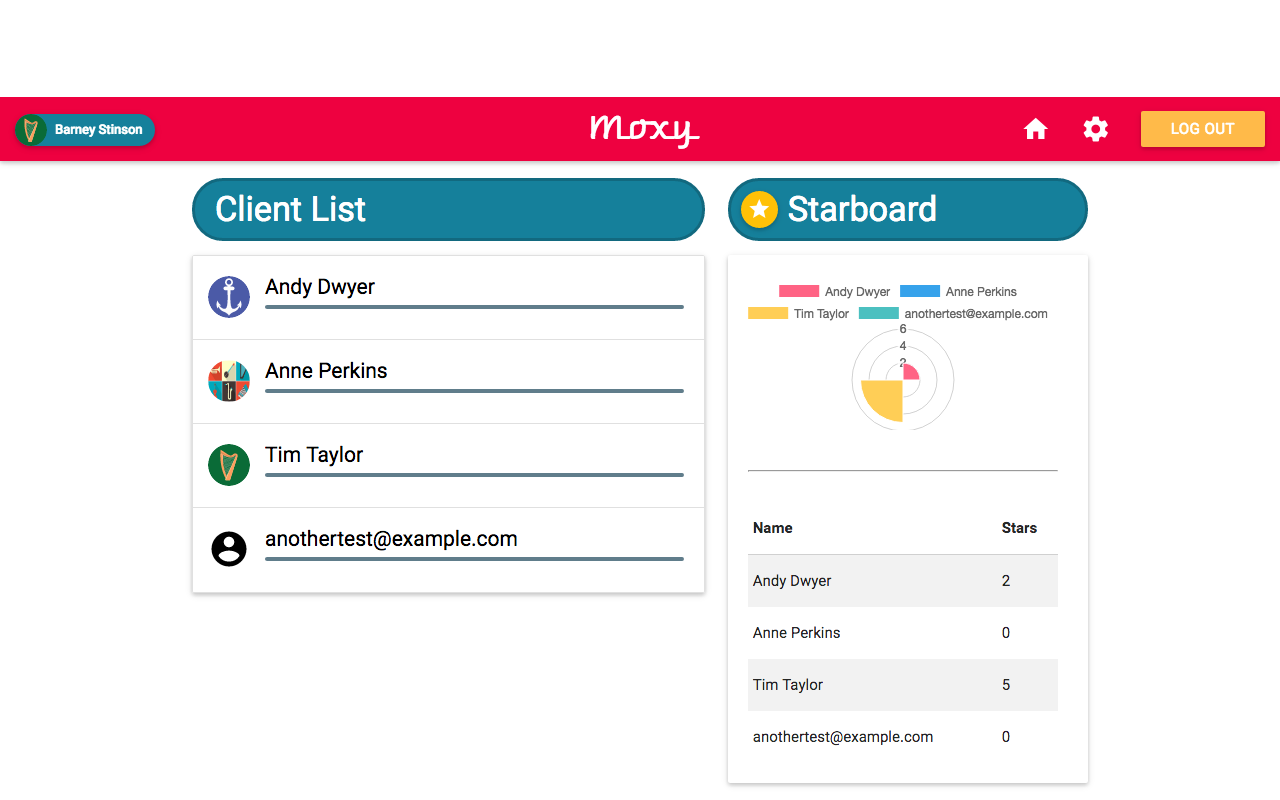 Barney Stinson
Moxy
LOG OUT
Client List
Andy Dwyer
Anne Perkins
Tim Taylor
anothertest@example.com
Starboard
Andy Dwyer Anne Perkins
Tim Taylor anothertest@example.com
6
4
2
Name Stars
Andy Dwyer 2
Anne Perkins 0
Tim Taylor 5
anothertest@example.com 0